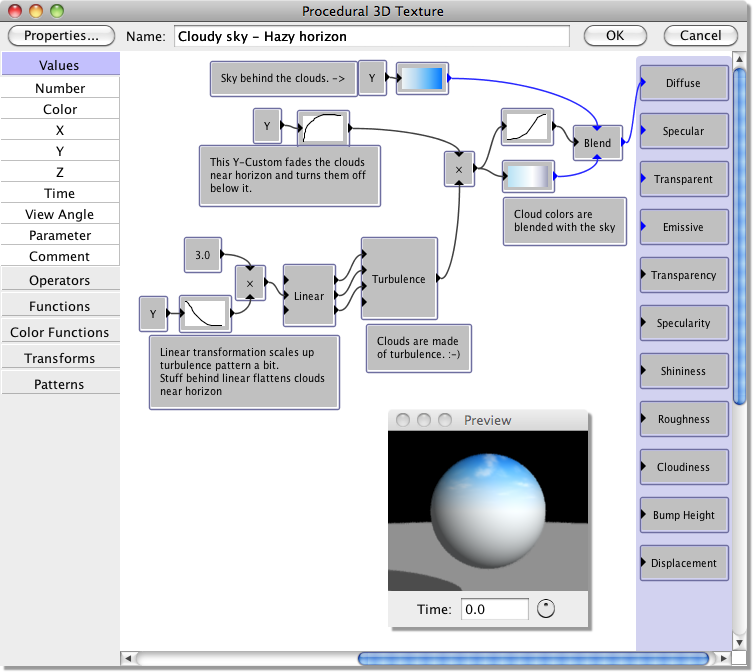 Procedural 3D Texture
Properties...
Name:
Cloudy sky – Hazy horizon
OK
Cancel
Values
Number
Color
X
Y
Z
Time
View Angle
Parameter
Comment
Operators
Functions
Color Functions
Transforms
Patterns
Sky behind the clouds. ->
Y
Y
This Y-Custom fades the clouds
near horizon and turns them off
below it.
×
Blend
Cloud colors are
blended with the sky
3.0
×
Y
Linear
Turbulence
Linear transformation scales up
turbulence pattern a bit.
Stuff behind linear flattens clouds
near horizon
Clouds are made
of turbulence. :-)
Diffuse
Specular
Transparent
Emissive
Transparency
Specularity
Shininess
Roughness
Cloudiness
Bump Height
Displacement
Preview
Time:
0.0